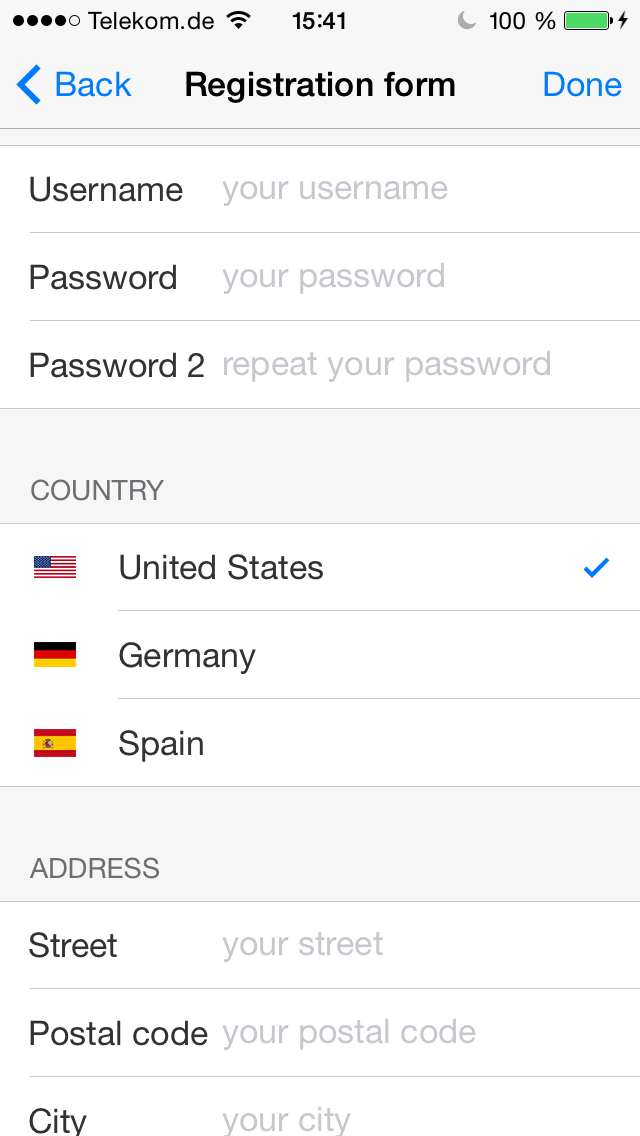 Telekom.de 15:41 100 %
Back Registration form Done
Username your username
Password your password
Password 2 repeat your password
COUNTRY
United States
Germany
Spain
ADDRESS
Street your street
Postal code your postal code
City your city